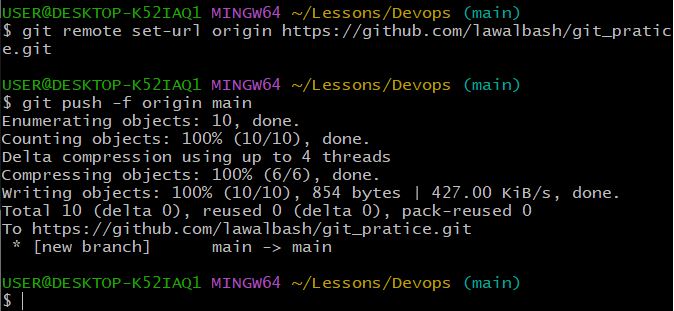 USER@DESKTOP-K52IAQ1 MINGW64 ~/Lessons/Devops (main)
$ git remote set-url origin https://github.com/lawalbash/git_pratic
e.git
USER@DESKTOP-K52IAQ1 MINGW64 ~/Lessons/Devops (main)
$ git push -f origin main
Enumerating objects: 10, done.
Counting objects: 100% (10/10), done.
Delta compression using up to 4 threads
Compressing objects: 100% (6/6), done.
Writing objects: 100% (10/10), 854 bytes | 427.00 KiB/s, done.
Total 10 (delta 0), reused 0 (delta 0), pack-reused 0
To https://github.com/lawalbash/git_pratice.git
 * [new branch]      main -> main
USER@DESKTOP-K52IAQ1 MINGW64 ~/Lessons/Devops (main)
$